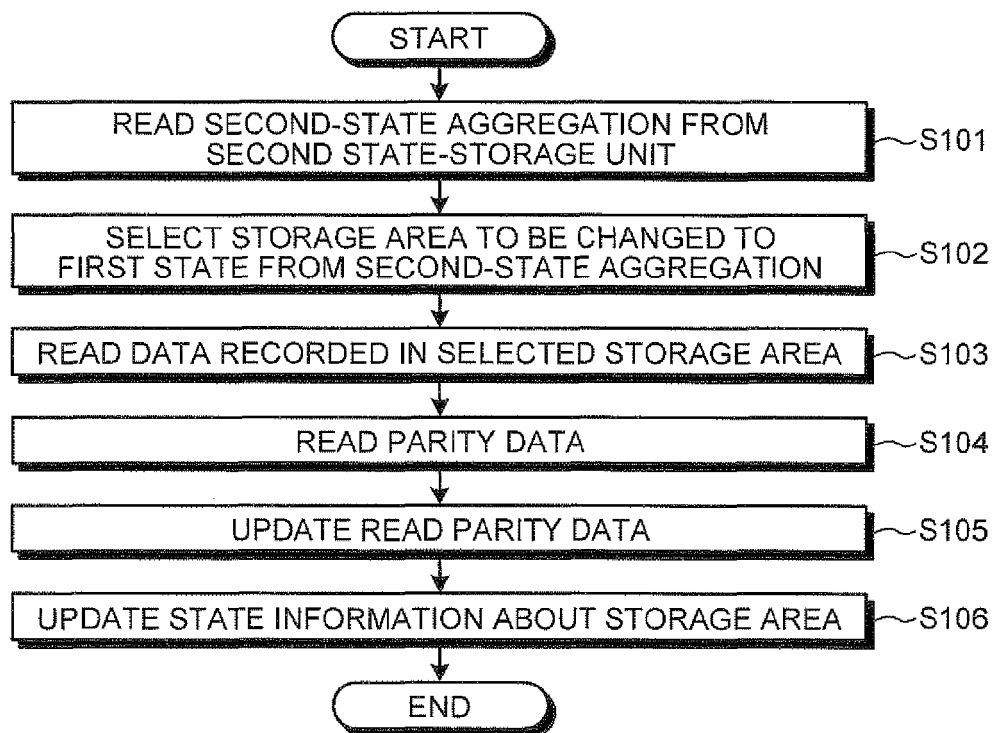 START
READ SECOND-STATE AGGREGATION FROM
SECOND STATE-STORAGE UNIT
S101
SELECT STORAGE AREA TO BE CHANGED TO
FIRST STATE FROM SECOND-STATE AGGREGATION
S102
READ DATA RECORDED IN SELECTED STORAGE AREA
S103
READ PARITY DATA
S104
UPDATE READ PARITY DATA
S105
UPDATE STATE INFORMATION ABOUT STORAGE AREA
S106
END